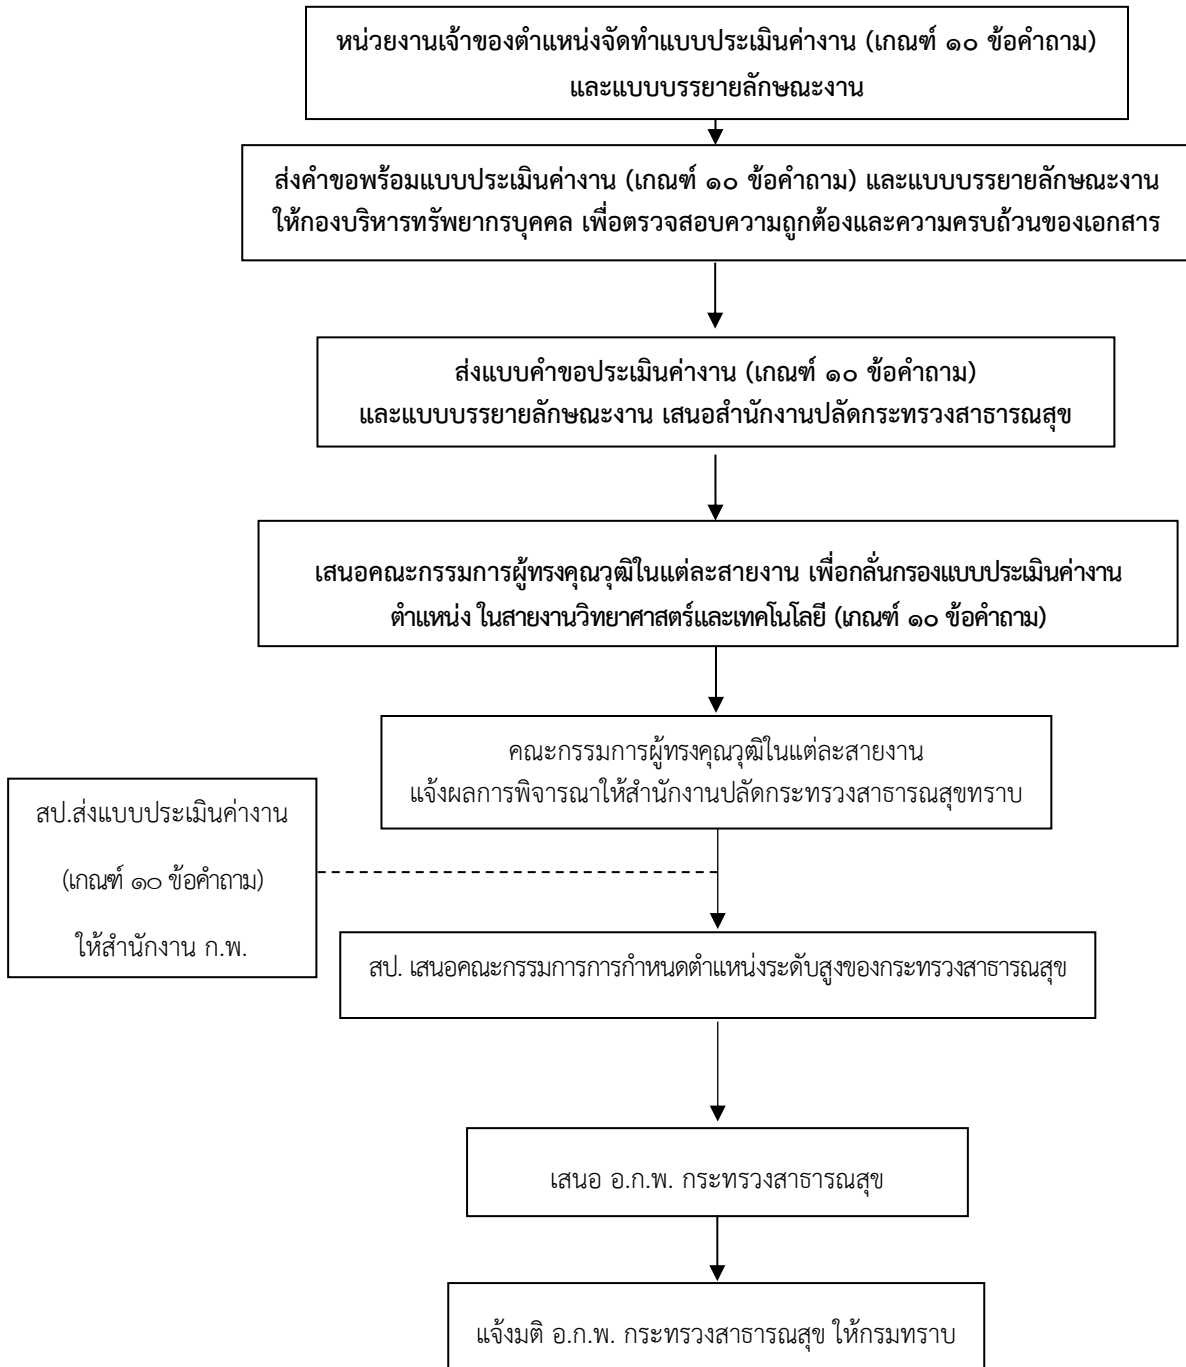 หน่วยงานเจ้าของตำแหน่งจัดทำแบบประเมินค่างาน (เกณฑ์ ๑๐ ข้อคำถาม)
และแบบบรรยายลักษณะงาน
ส่งคำขอพร้อมแบบประเมินค่างาน (เกณฑ์ ๑๐ ข้อคำถาม) และแบบบรรยายลักษณะงาน
ให้กองบริหารทรัพยากรบุคคล เพื่อตรวจสอบความถูกต้องและความครบถ้วนของเอกสาร
ส่งแบบคำขอประเมินค่างาน (เกณฑ์ ๑๐ ข้อคำถาม)
และแบบบรรยายลักษณะงาน เสนอสำนักงานปลัดกระทรวงสาธารณสุข
เสนอคณะกรรมการผู้ทรงคุณวุฒิในแต่ละสายงาน เพื่อกลั่นกรองแบบประเมินค่างาน
ตำแหน่ง ในสายงานวิทยาศาสตร์และเทคโนโลยี (เกณฑ์ ๑๐ ข้อคำถาม)
คณะกรรมการผู้ทรงคุณวุฒิในแต่ละสายงาน
แจ้งผลการพิจารณาให้สำนักงานปลัดกระทรวงสาธารณสุขทราบ
สป.ส่งแบบประเมินค่างาน
(เกณฑ์ ๑๐ ข้อคำถาม)
ให้สำนักงาน ก.พ.
สป. เสนอคณะกรรมการการกำหนดตำแหน่งระดับสูงของกระทรวงสาธารณสุข
เสนอ อ.ก.พ. กระทรวงสาธารณสุข
แจ้งมติ อ.ก.พ. กระทรวงสาธารณสุข ให้กรมทราบ